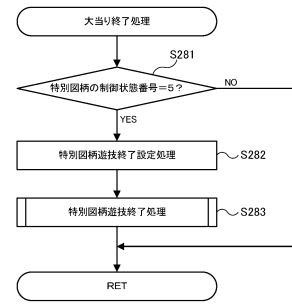 大当り終了処理
S281
特別図柄の制御状態番号=5?
NO
YES
特別図柄遊技終了設定処理
S282
特別図柄遊技終了処理
S283
RET